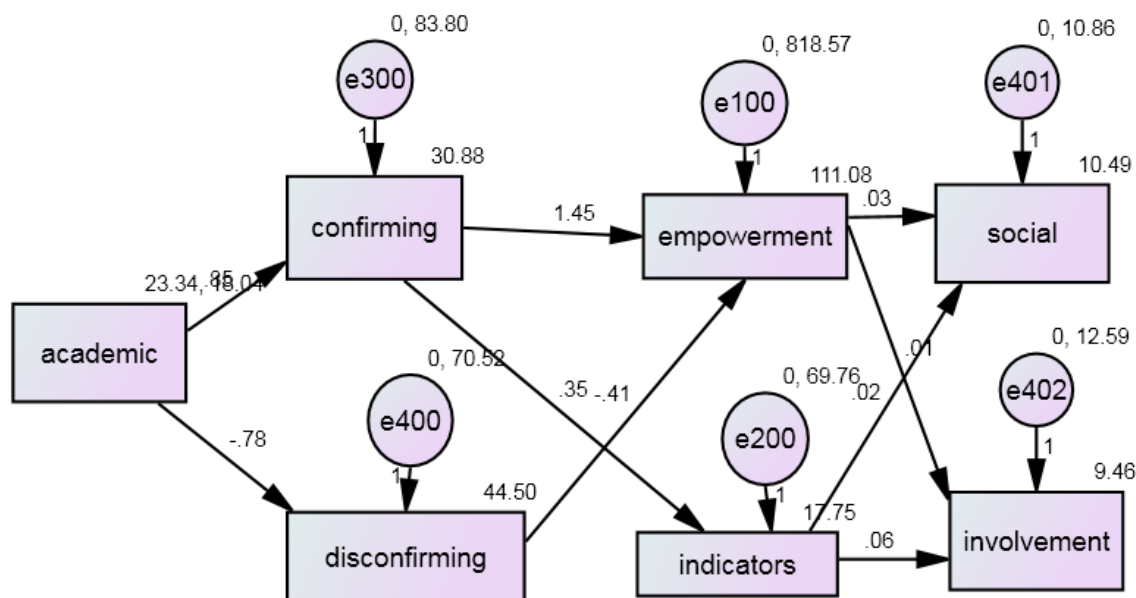 0, 83.80
e300
1
30.88
confirming
0, 818.57
e100
1
111.08
empowerment
0, 10.86
e401
1
10.49
social
1.45
.03
23.34,
.85
academic
-.78
0, 70.52
e400
1
44.50
disconfirming
.35
-.41
0, 69.76
e200
1
17.75
indicators
.01
.02
.06
0, 12.59
e402
1
9.46
involvement